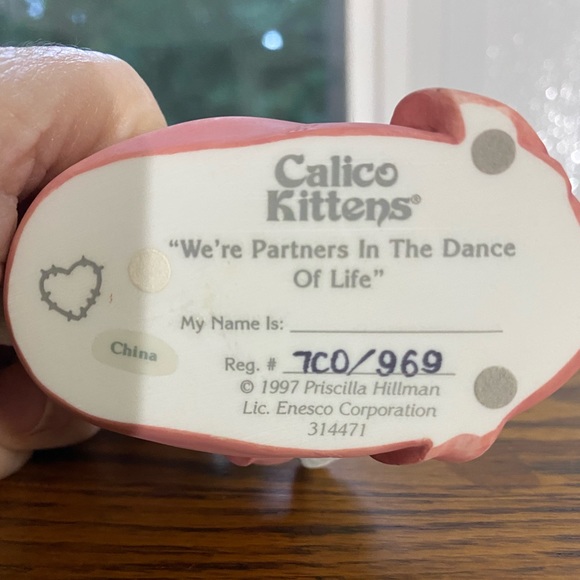 Calico
Kittens®
"We're Partners In The Dance
Of Life"
My Name Is:
China
Reg. # 7C0/969
© 1997 Priscilla Hillman
Lic. Enesco Corporation
314471